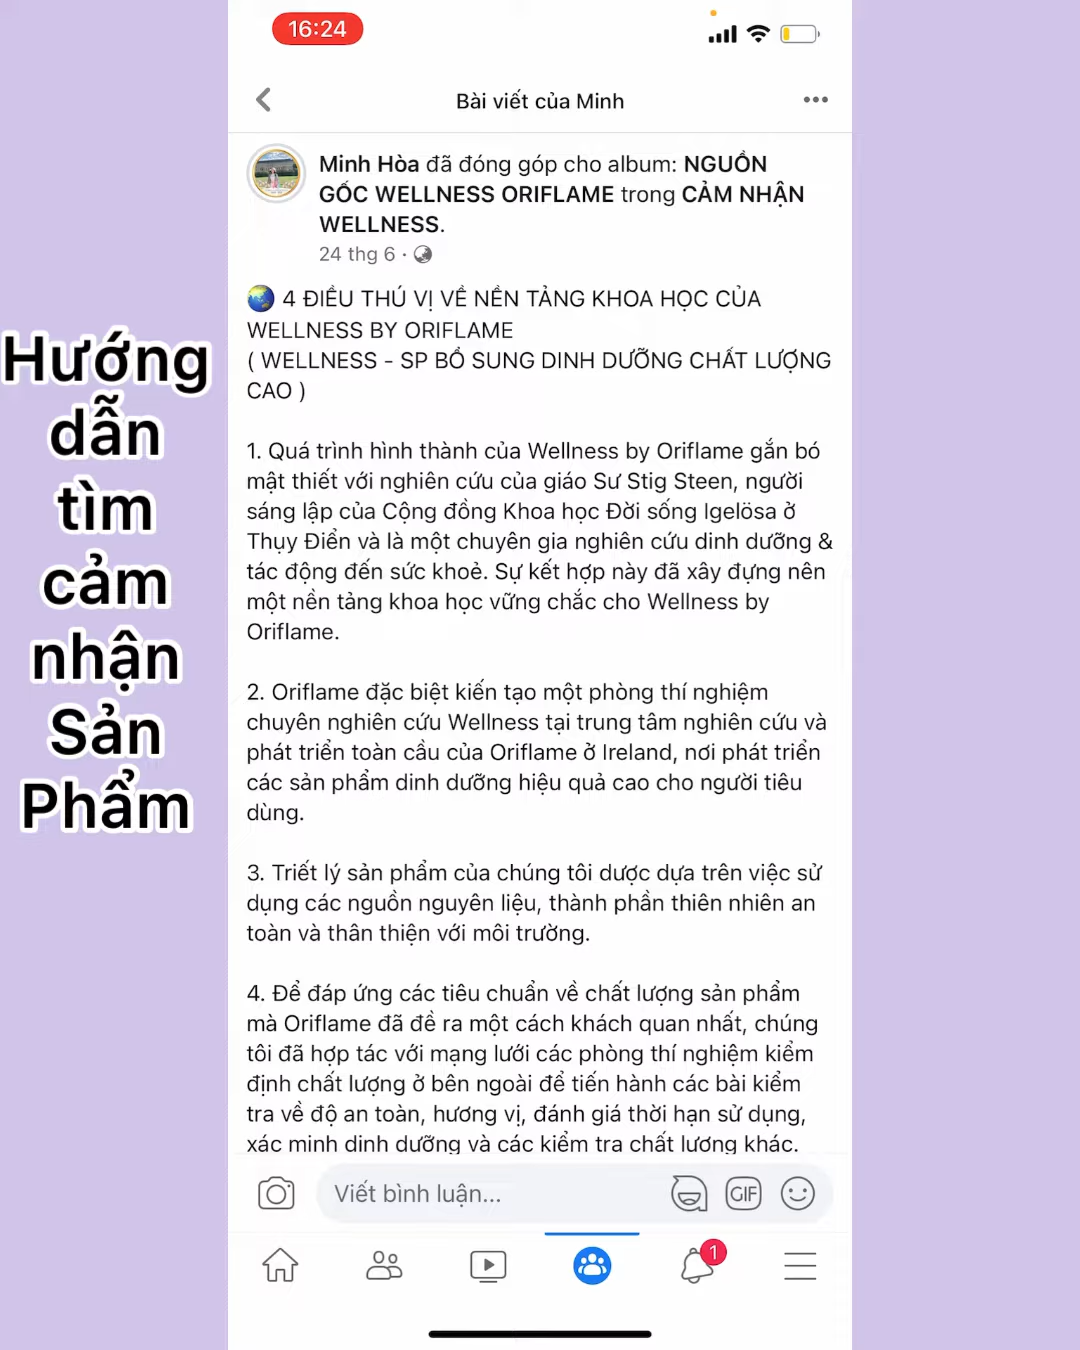 16:24
Bài viết của Minh
Minh Hòa đã đóng góp cho album: NGUỒN
GỐC WELLNESS ORIFLAME trong CẢM NHẬN
WELLNESS.
24 thg 6 ·
4 ĐIỀU THÚ VỊ VỀ NỀN TẢNG KHOA HỌC CỦA
WELLNESS BY ORIFLAME
( WELLNESS - SP BỔ SUNG DINH DƯỠNG CHẤT LƯỢNG
CAO )
1. Quá trình hình thành của Wellness by Oriflame gắn bó
mật thiết với nghiên cứu của giáo Sư Stig Steen, người
sáng lập của Cộng đồng Khoa học Đời sống Igelösa ở
Thụy Điển và là một chuyên gia nghiên cứu dinh dưỡng &
tác động đến sức khoẻ. Sự kết hợp này đã xây đựng nên
một nền tảng khoa học vững chắc cho Wellness by
Oriflame.
2. Oriflame đặc biệt kiến tạo một phòng thí nghiệm
chuyên nghiên cứu Wellness tại trung tâm nghiên cứu và
phát triển toàn cầu của Oriflame ở Ireland, nơi phát triển
các sản phẩm dinh dưỡng hiệu quả cao cho người tiêu
dùng.
3. Triết lý sản phẩm của chúng tôi dược dựa trên việc sử
dụng các nguồn nguyên liệu, thành phần thiên nhiên an
toàn và thân thiện với môi trường.
4. Để đáp ứng các tiêu chuẩn về chất lượng sản phẩm
mà Oriflame đã đề ra một cách khách quan nhất, chúng
tôi đã hợp tác với mạng lưới các phòng thí nghiệm kiểm
định chất lượng ở bên ngoài để tiến hành các bài kiểm
tra về độ an toàn, hương vị, đánh giá thời hạn sử dụng,
xác minh dinh dưỡng và các kiểm tra chất lượng khác.
Viết bình luận...
GIF
1
Hướng
dẫn
tìm
cảm
nhận
Sản
Phẩm